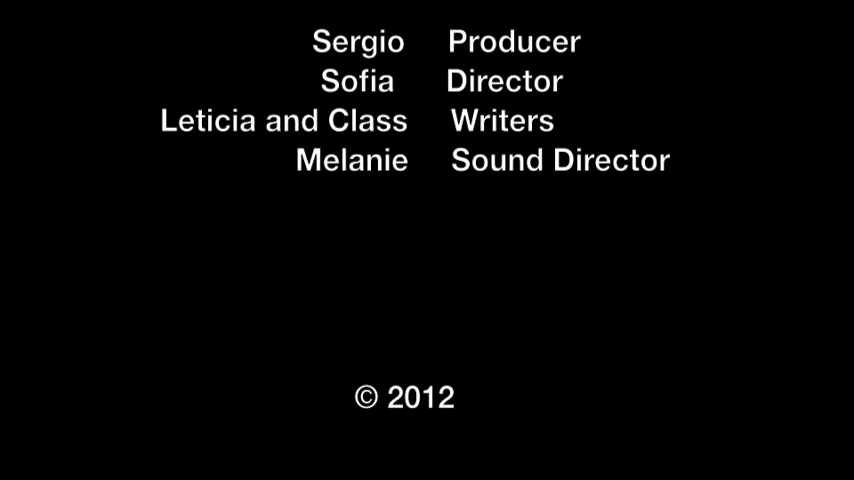 Sergio Producer
Sofia Director
Leticia and Class Writers
Melanie Sound Director
© 2012